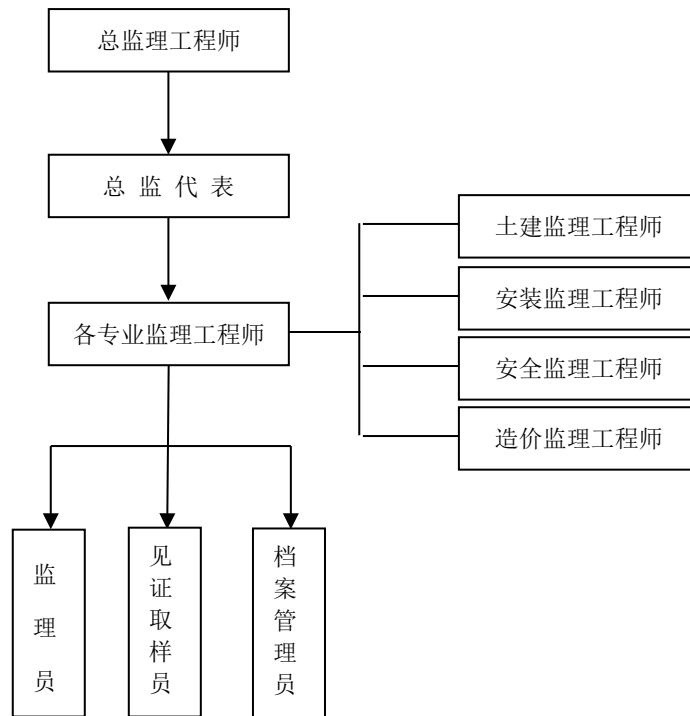 总监理工程师
总监代表
土建监理工程师
安装监理工程师
各专业监理工程师
安全监理工程师
造价监理工程师
监理员
见证取样员
档案管理员